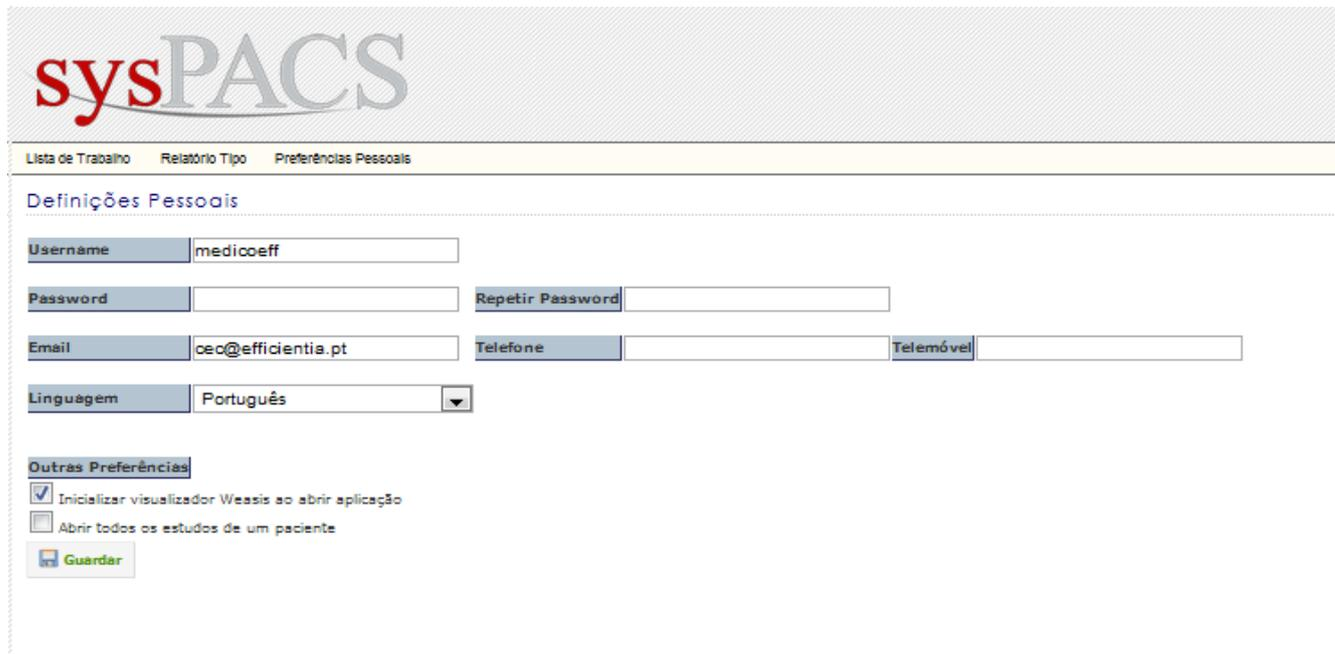 sysPACS
Lista de Trabalho Relatório Tipo Preferências Pessoais
Definições Pessoais
Username medicoeff
Password Repetir Password
Email cec@efficientia.pt Telefone Telemóvel
Linguagem Português
Outras Preferências
Inicializar visualizador Weasis ao abrir aplicação
Abrir todos os estudos de um paciente
Guardar